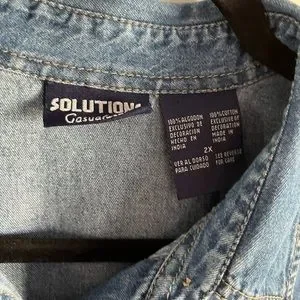 SOLUTIONS
Casual
100% ALGODON
EXCLUSIVO DE
DECORACION
HECHO EN
INDIA
100% COTTON
EXCLUSIVE OF
DECORATION
MADE IN
INDIA
2X
VER AL DORSO
PARA CUIDADO
SEE REVERSE
FOR CARE